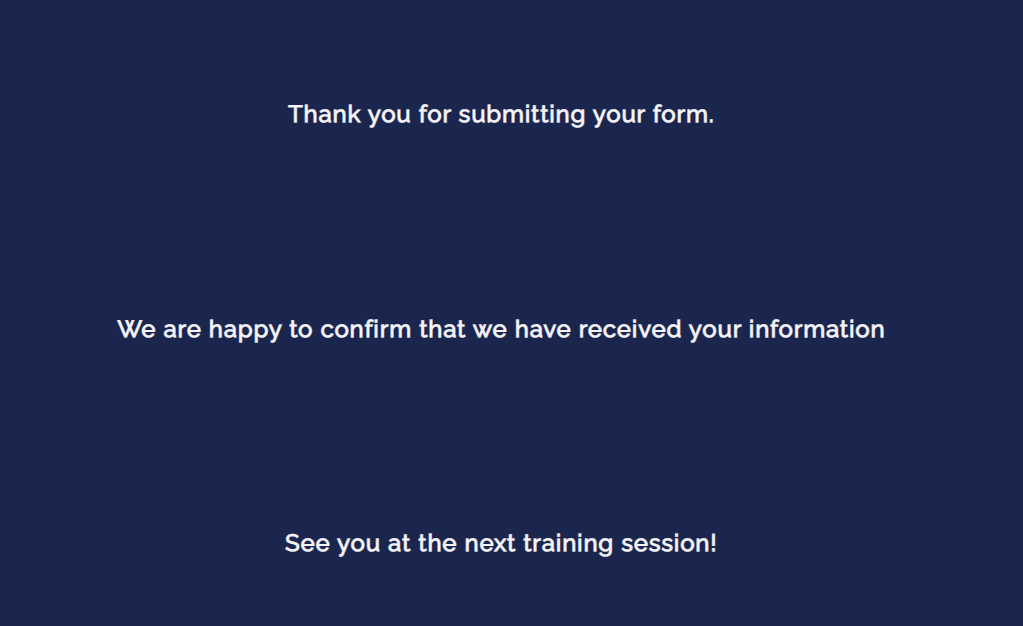 Thank you for submitting your form.
We are happy to confirm that we have received your information
See you at the next training session!